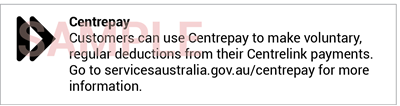 Centrepay
Customers can use Centrepay to make voluntary,
regular deductions from their Centrelink payments.
Go to servicesaustralia.gov.au/centrepay for more
information.
SAMPLE